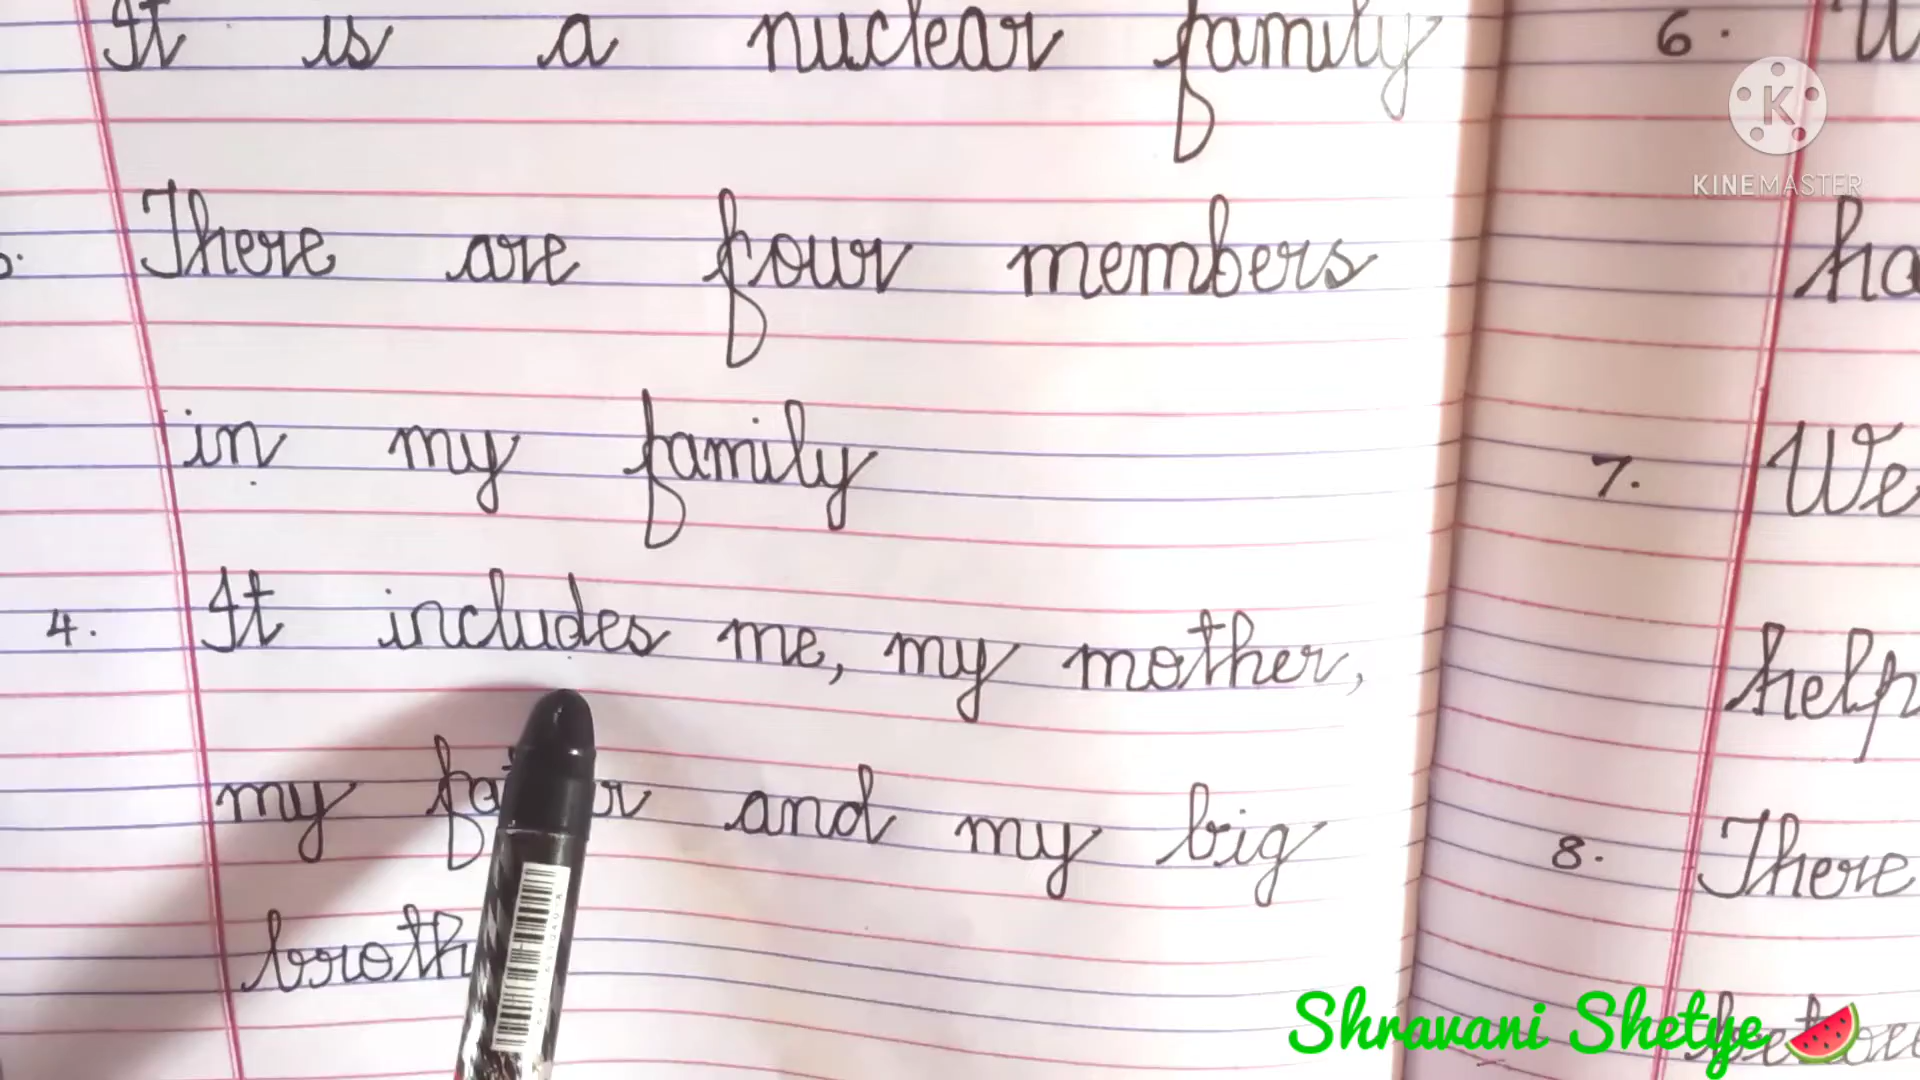 It is a nuclear family
There are four members
in my family
4. It includes me, my mother,
my and my big
6.
7. We
help
8. There
KINEMASTER
Shravani Shetye